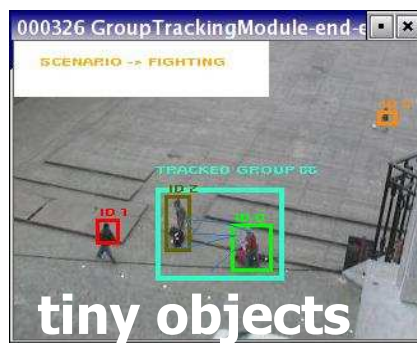 000326 GroupTrackingModule-end-e
SCENARIO -> FIGHTING
TRACKED GROUP
ID 2
ID 1
tiny objects